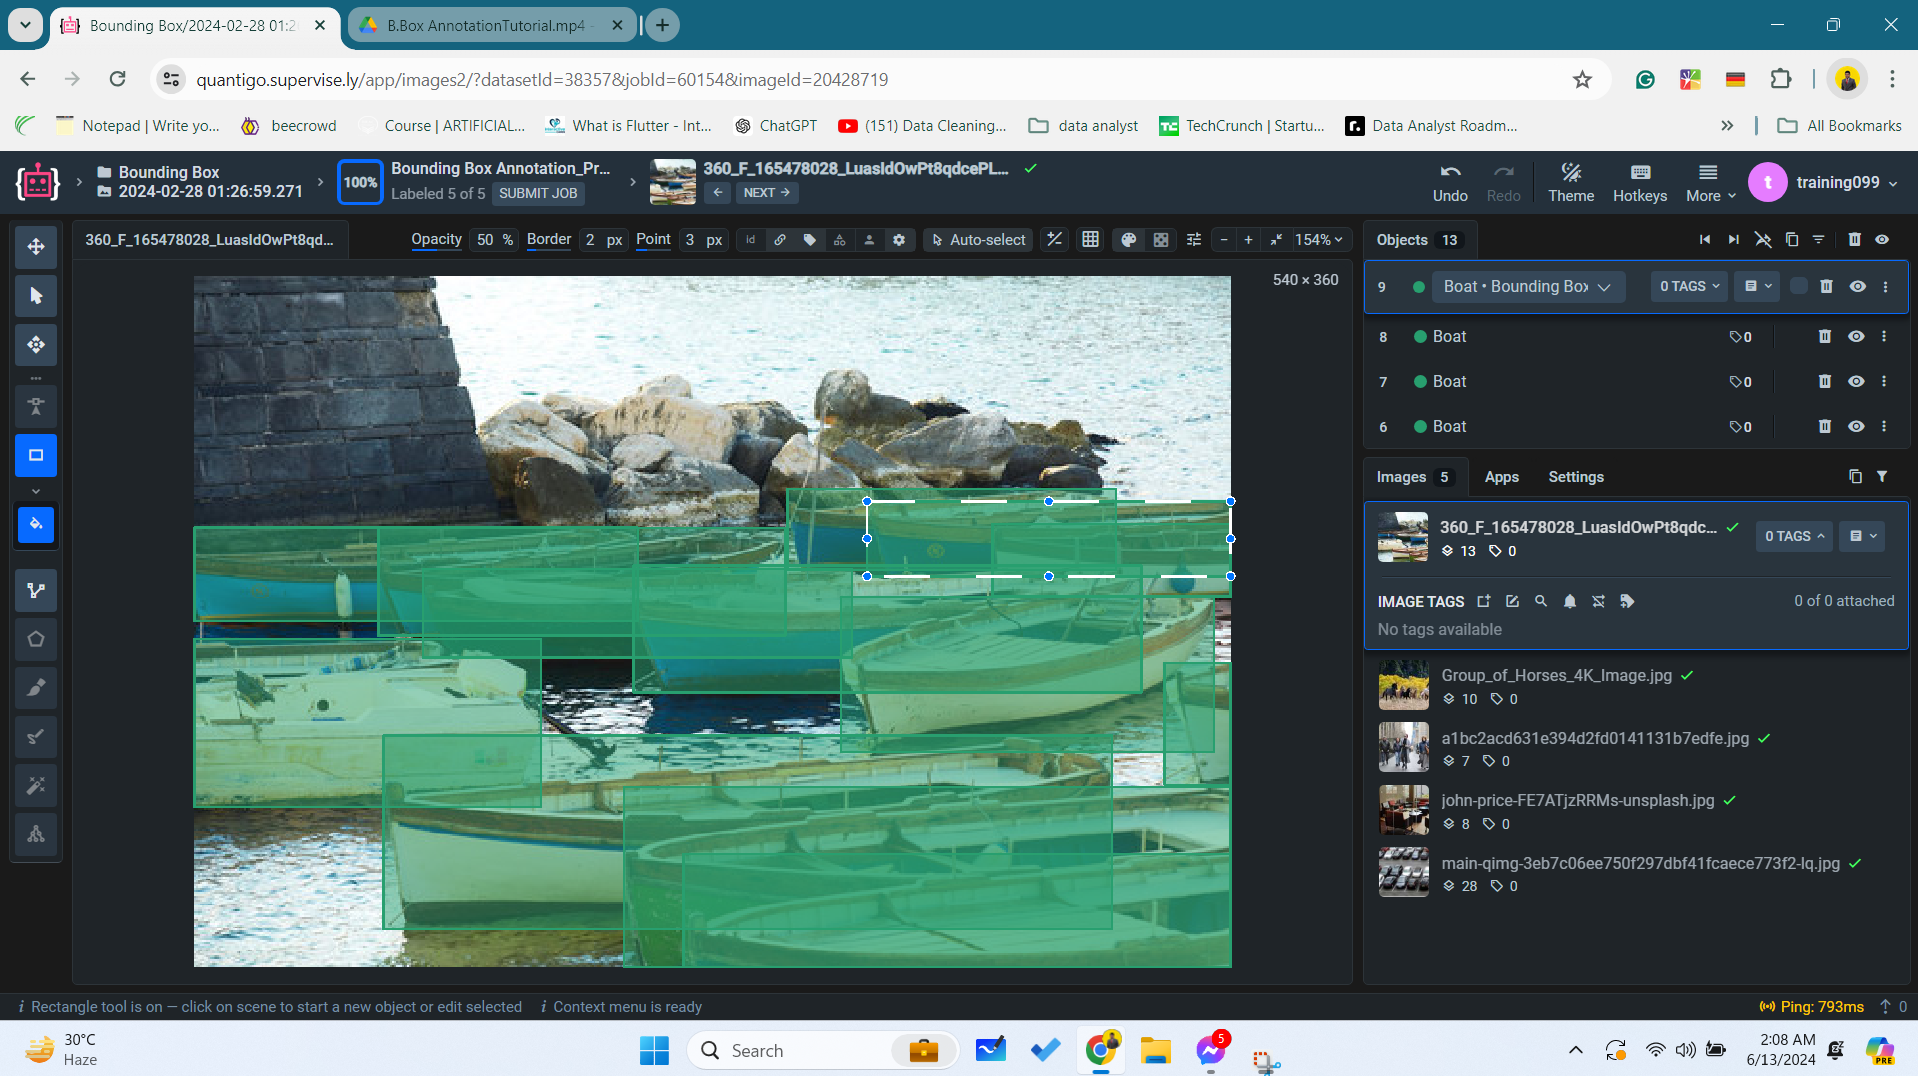 Bounding Box/2024-02-28 01:2
B.Box AnnotationTutorial.mp4 -
quantigo.supervise.ly/app/images2/?datasetId=38357&jobId=60154&imageId=20428719
Notepad | Write yo...
beecrowd
Course | ARTIFICIAL...
What is Flutter - Int...
ChatGPT
(151) Data Cleaning...
data analyst
TechCrunch | Startu...
Data Analyst Roadm...
All Bookmarks
Bounding Box
2024-02-28 01:26:59.271
100%
Bounding Box Annotation_Pr...
Labeled 5 of 5 SUBMIT JOB
360_F_165478028_LuasIdOwPt8qdcePL...
NEXT
Undo
Redo
Theme
Hotkeys
More
t
training099
360_F_165478028_LuasIdOwPt8qd...
Opacity 50 % Border 2 px Point 3 px Id Auto-select 154%
540 × 360
Objects 13
9 Boat • Bounding Box 0 TAGS
8 Boat 0
7 Boat 0
6 Boat 0
Images 5 Apps Settings
360_F_165478028_LuasIdOwPt8qdc...
13 0
0 TAGS
IMAGE TAGS 0 of 0 attached
No tags available
Group_of_Horses_4K_Image.jpg
10 0
a1bc2acd631e394d2fd0141131b7edfe.jpg
7 0
john-price-FE7ATjzRRMs-unsplash.jpg
8 0
main-qimg-3eb7c06ee750f297dbf41fcaece773f2-lq.jpg
28 0
Rectangle tool is on — click on scene to start a new object or edit selected
Context menu is ready
Ping: 793ms 0
30°C
Haze
Search
5
2:08 AM
6/13/2024
PRE